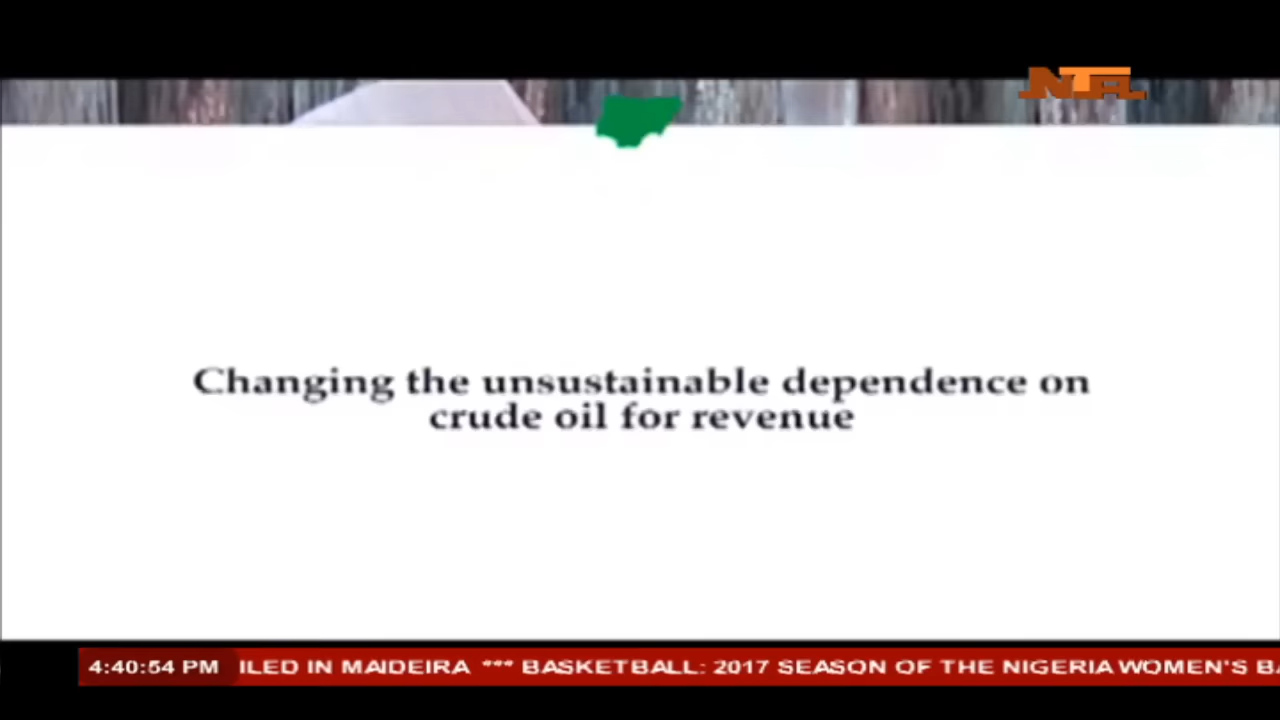 NTA
Changing the unsustainable dependence on
crude oil for revenue
4:40:54 PM ILED IN MAIDEIRA *** BASKETBALL: 2017 SEASON OF THE NIGERIA WOMEN'S BA